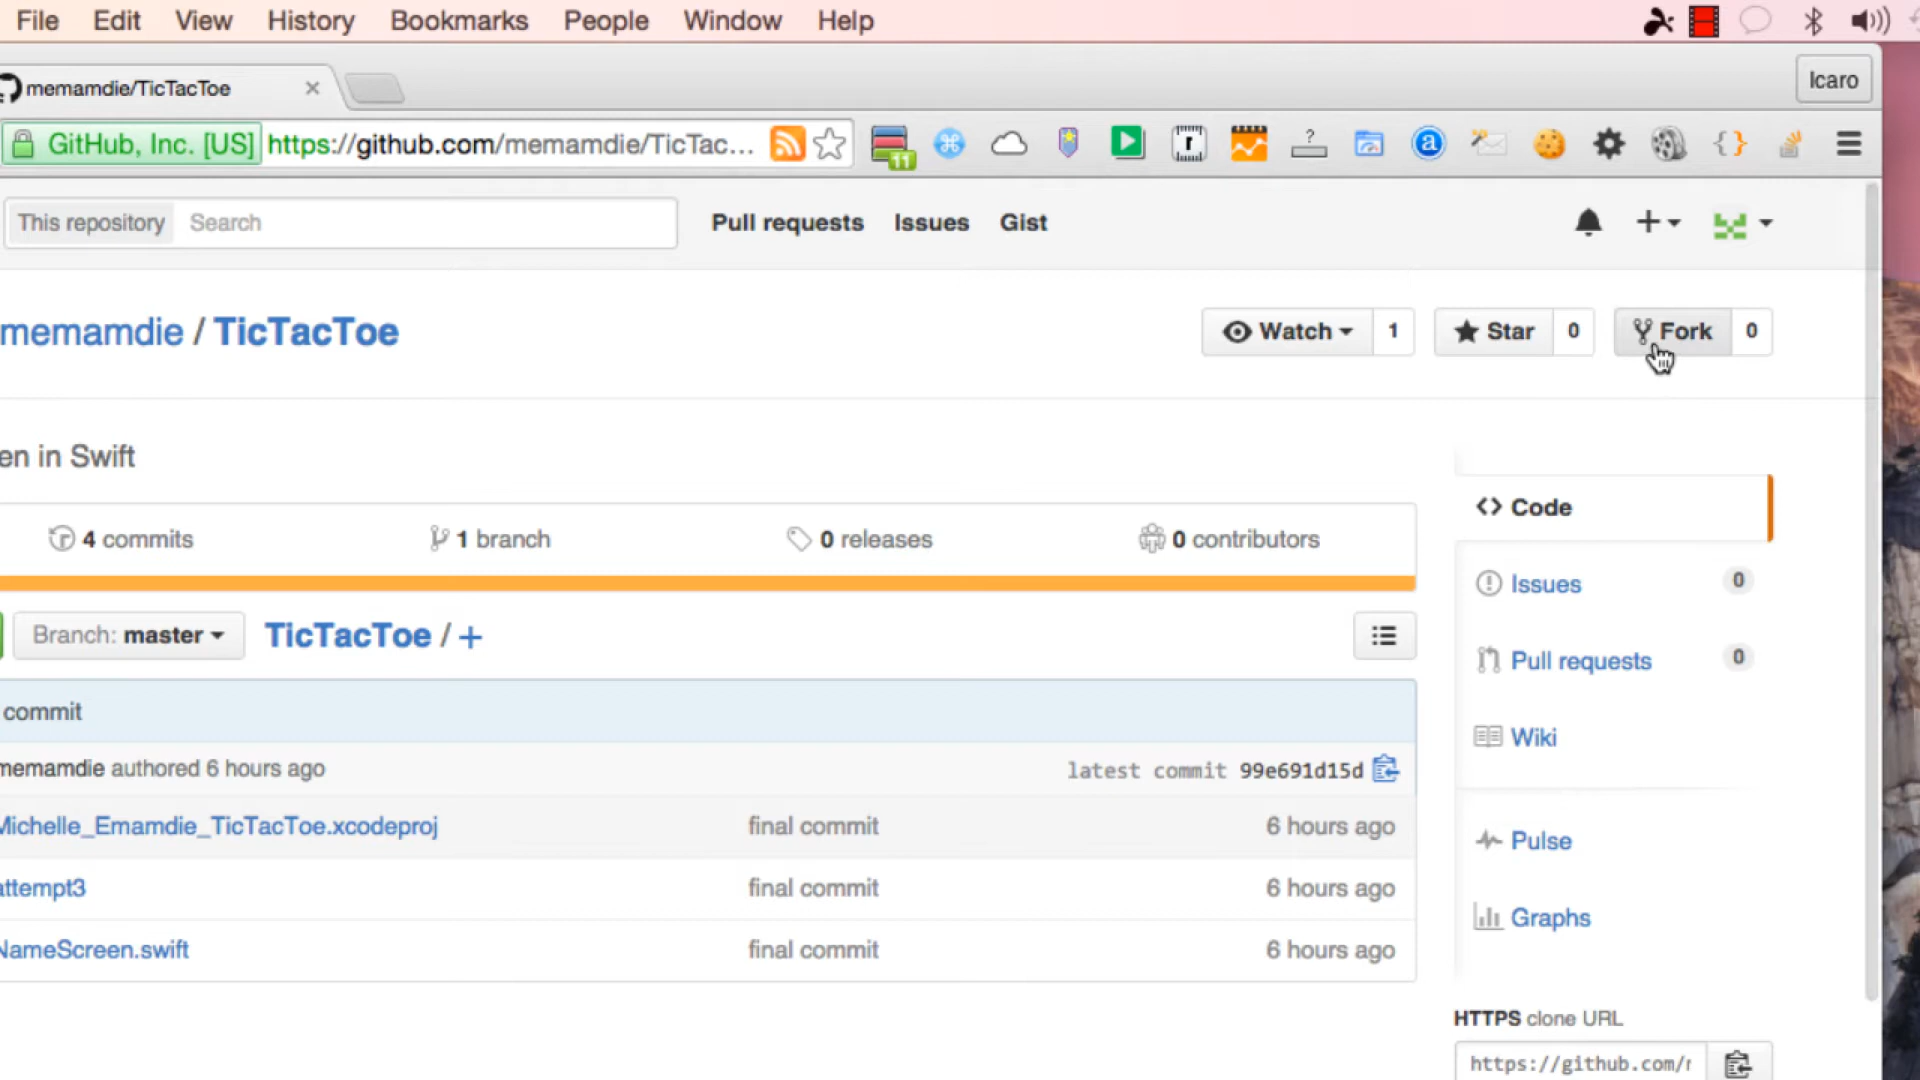 File Edit View History Bookmarks People Window Help
memamdie/TicTacToe
Icaro
GitHub, Inc. [US] https://github.com/memamdie/TicTac...
11
This repository Search Pull requests Issues Gist
memamdie / TicTacToe
Watch 1 Star 0 Fork 0
en in Swift
4 commits 1 branch 0 releases 0 contributors
Code
Issues 0
Pull requests 0
Wiki
Pulse
Graphs
Branch: master TicTacToe / +
commit
memamdie authored 6 hours ago latest commit 99e691d15d
Michelle_Emamdie_TicTacToe.xcodeproj final commit 6 hours ago
attempt3 final commit 6 hours ago
NameScreen.swift final commit 6 hours ago
HTTPS clone URL
https://github.com/